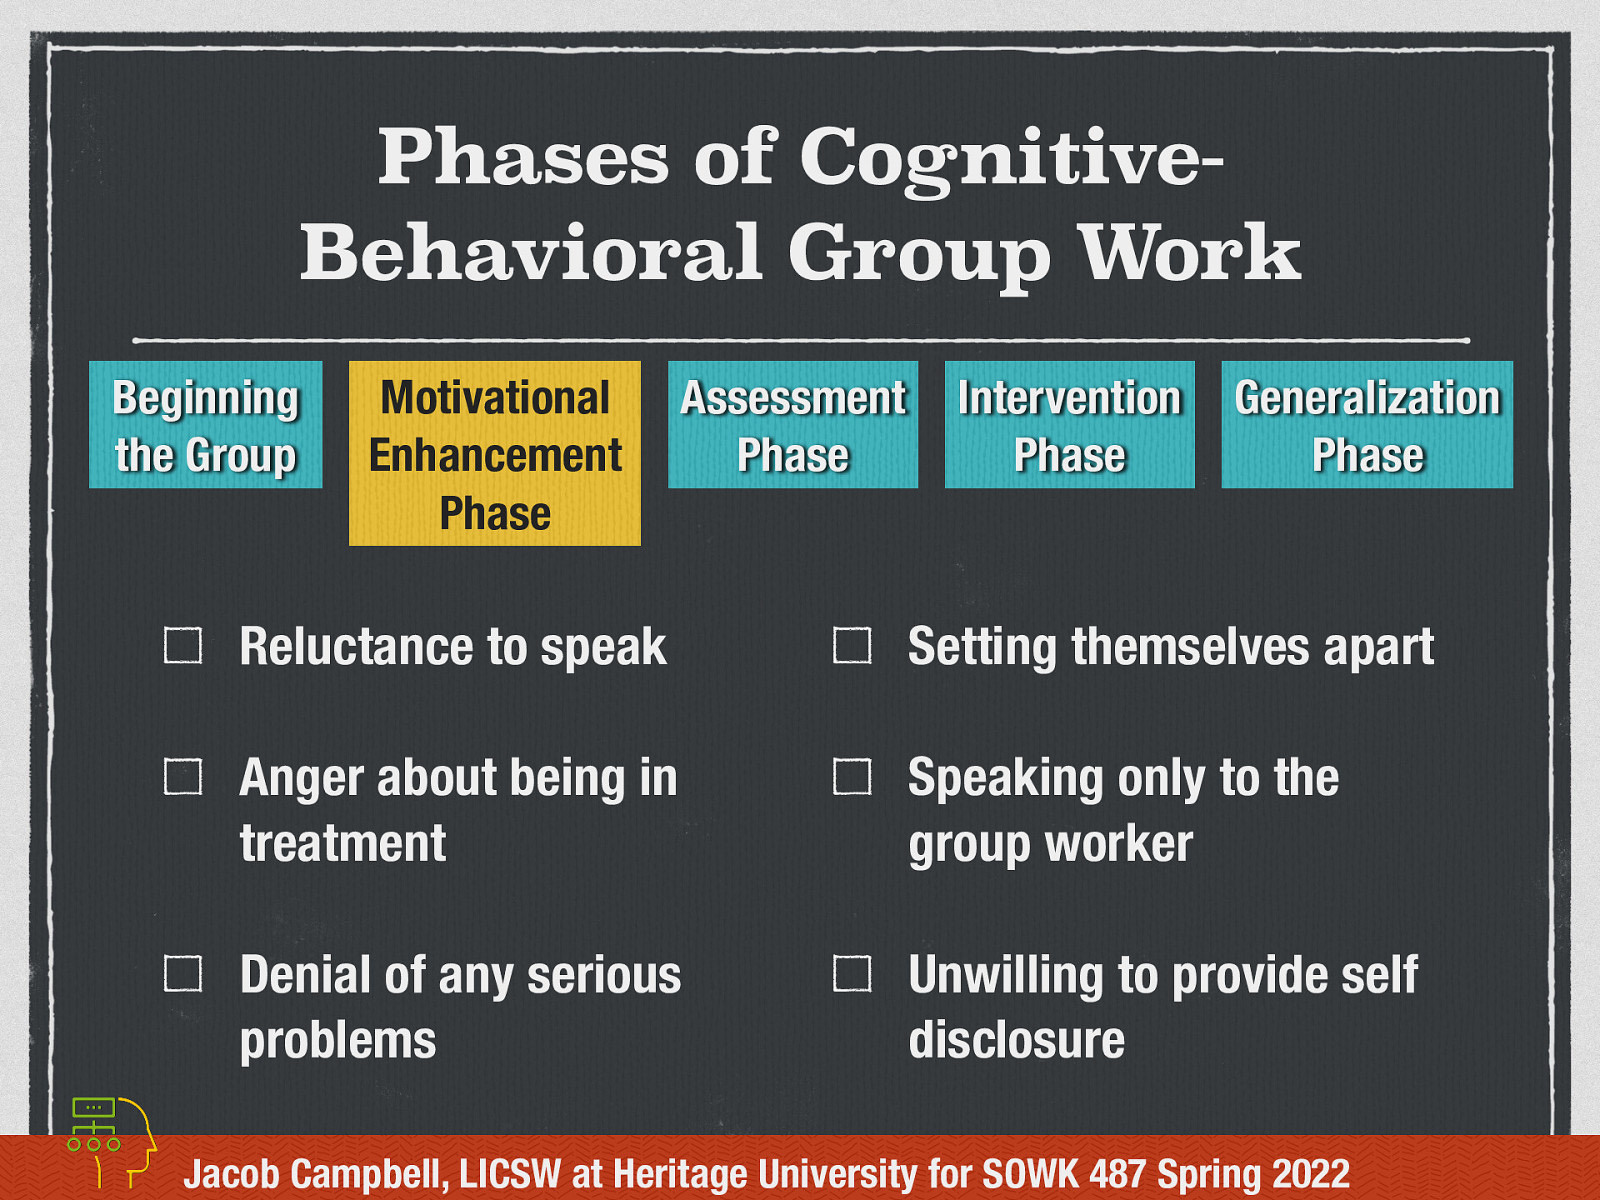 Phases of Cognitive-
Behavioral Group Work
Beginning
the Group
Motivational
Enhancement
Phase
Assessment
Phase
Intervention
Phase
Generalization
Phase
Reluctance to speak
Anger about being in
treatment
Denial of any serious
problems
Setting themselves apart
Speaking only to the
group worker
Unwilling to provide self
disclosure
Jacob Campbell, LICSW at Heritage University for SOWK 487 Spring 2022